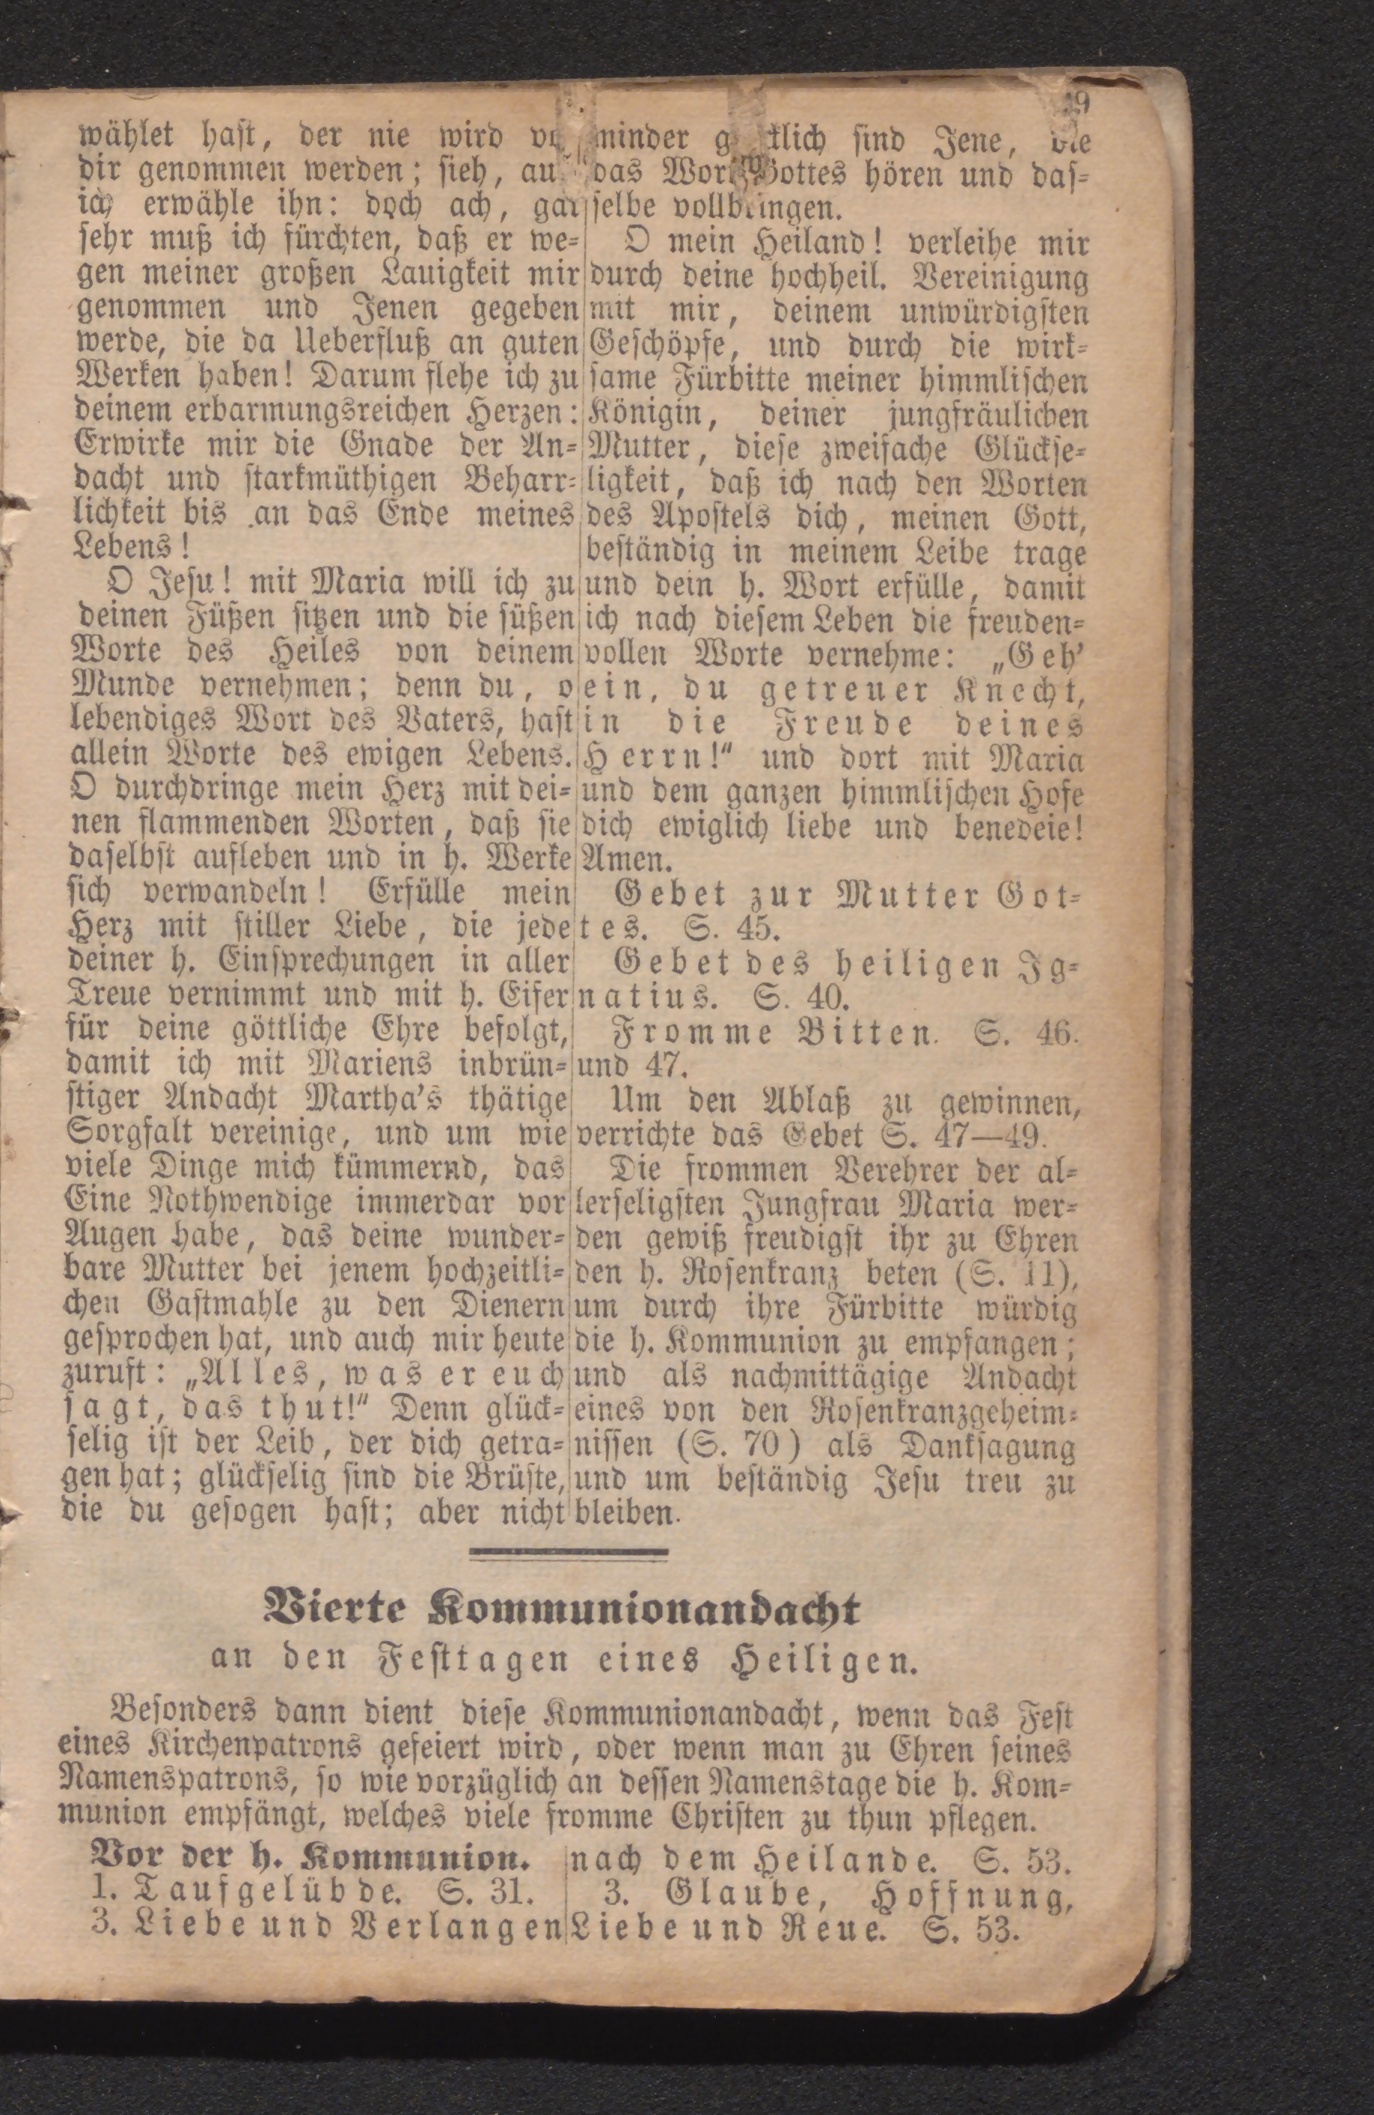 wählet haſt, der nie wird
dir genommen werden; ſieh,
ich erwähle ihn: doch ach, gar
ſehr muß ich fürchten, daß er we⸗
gen meiner großen Lauigkeit mir
genommen und Jenen gegeben
werde, die da Ueberfluß an guten
Werken haben! Darum flehe ich zu
deinem erbarmungsreichen Herzen:
Erwirke mir die Gnade der An⸗
dacht und ſtarkmüthigen Beharr⸗
lichkeit bis an das Ende meines
Lebens!
O Jeſu! mit Maria will ich zu
deinen Füßen ſitzen und die ſüßen
Worte des Heiles von deinem
Munde vernehmen; denn du, o
lebendiges Wort des Vaters, haſt
allein Worte des ewigen Lebens.
O durchdringe mein Herz mit dei⸗
nen flammenden Worten, daß ſie
daſelbſt aufleben und in h. Werke
ſich verwandeln! Erfülle mein
Herz mit ſtiller Liebe, die jede
deiner h. Einſprechungen in aller
Treue vernimmt und mit h. Eifer
für deine göttliche Ehre befolgt,
damit ich mit Mariens inbrün⸗
ſtiger Andacht Martha's thätige
Sorgfalt vereinige, und um wie
viele Dinge mich kümmernd, das
Eine Nothwendige immerdar vor
Augen habe, das deine wunder⸗
bare Mutter bei jenem hochzeitli⸗
chen Gaſtmahle zu den Dienern
geſprochen hat, und auch mir heute
zuruft: „Alles, was er euch
ſagt, das thut!“ Denn glück⸗
ſelig iſt der Leib, der dich getra⸗
gen hat; glückſelig ſind die Brüſte,
die du geſogen haſt; aber nicht
minder ſind Jene, die
das Wort Gottes hören und daſ⸗
ſelbe vollbringen.
O mein Heiland! verleihe mir
durch deine hochheil. Vereinigung
mit mir, deinem unwürdigſten
Geſchöpfe, und durch die wirk⸗
ſame Fürbitte meiner himmliſchen
Königin, deiner jungfräulichen
Mutter, dieſe zweifache Glückſe⸗
ligkeit, daß ich nach den Worten
des Apoſtels dich, meinen Gott,
beſtändig in meinem Leibe trage
und dein h. Wort erfülle, damit
ich nach dieſem Leben die freuden⸗
vollen Worte vernehme: „Geh'
ein, du getreuer Knecht,
in die Freude deines
Herrn!“ und dort mit Maria
und dem ganzen himmliſchen Hofe
dich ewiglich liebe und benedeie!
Amen.
Gebet zur Mutter Got⸗
tes. S. 45.
Gebet des heiligen Ig⸗
natius. S. 40.
Fromme Bitten. S. 46.
und 47.
Um den Ablaß zu gewinnen,
verrichte das Gebet S. 47—49.
Die frommen Verehrer der al⸗
lerſeligſten Jungfrau Maria wer⸗
den gewiß freudigſt ihr zu Ehren
den h. Roſenkranz beten (S. 11),
um durch ihre Fürbitte würdig
die h. Kommunion zu empfangen;
und als nachmittägige Andacht
eines von den Roſenkranzgeheim⸗
niſſen (S. 70) als Dankſagung
und um beſtändig Jeſu treu zu
bleiben.
Vierte Kommunionandacht
an den Feſttagen eines Heiligen.
Beſonders dann dient dieſe Kommunionandacht, wenn das Feſt
eines Kirchenpatrons gefeiert wird, oder wenn man zu Ehren ſeines
Namenspatrons, ſo wie vorzüglich an deſſen Namenstage die h. Kom⸗
munion empfängt, welches viele fromme Chriſten zu thun pflegen.
Vor der h. Kommunion.
1. Taufgelübde. S. 31.
3. Liebe und Verlangen
nach dem Heilande. S. 53.
3. Glaube, Hoffnung,
Liebe und Reue. S. 53.